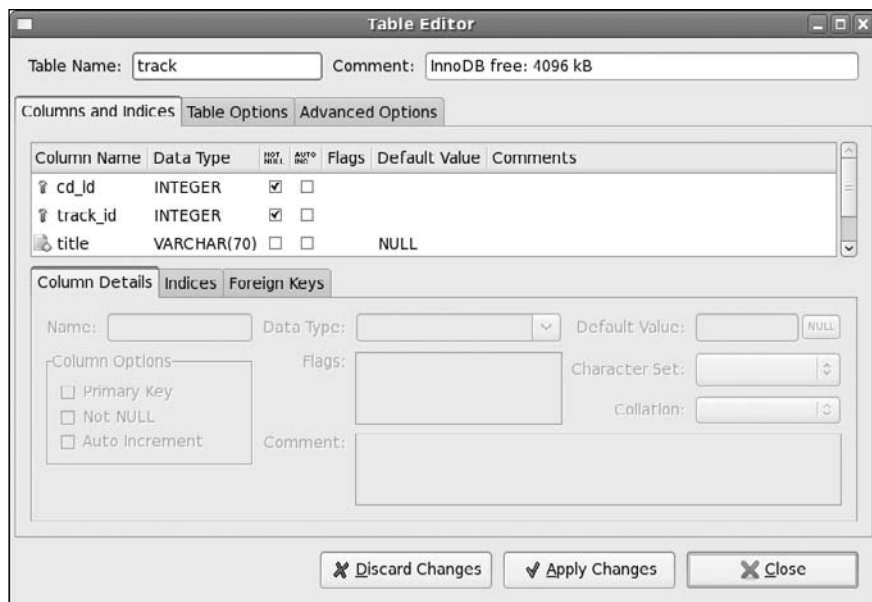 Table Editor
Table Name: track Comment: InnoDB free: 4096 kB
Columns and Indices Table Options Advanced Options
Column Name Data Type NOT NULL AUTO INC Flags Default Value Comments
cd_id INTEGER
track_id INTEGER
title VARCHAR(70) NULL
Column Details Indices Foreign Keys
Name: Data Type: Default Value: NULL
Column Options Flags: Character Set:
Primary Key
Not NULL Collation:
Auto Increment Comment:
Discard Changes Apply Changes Close